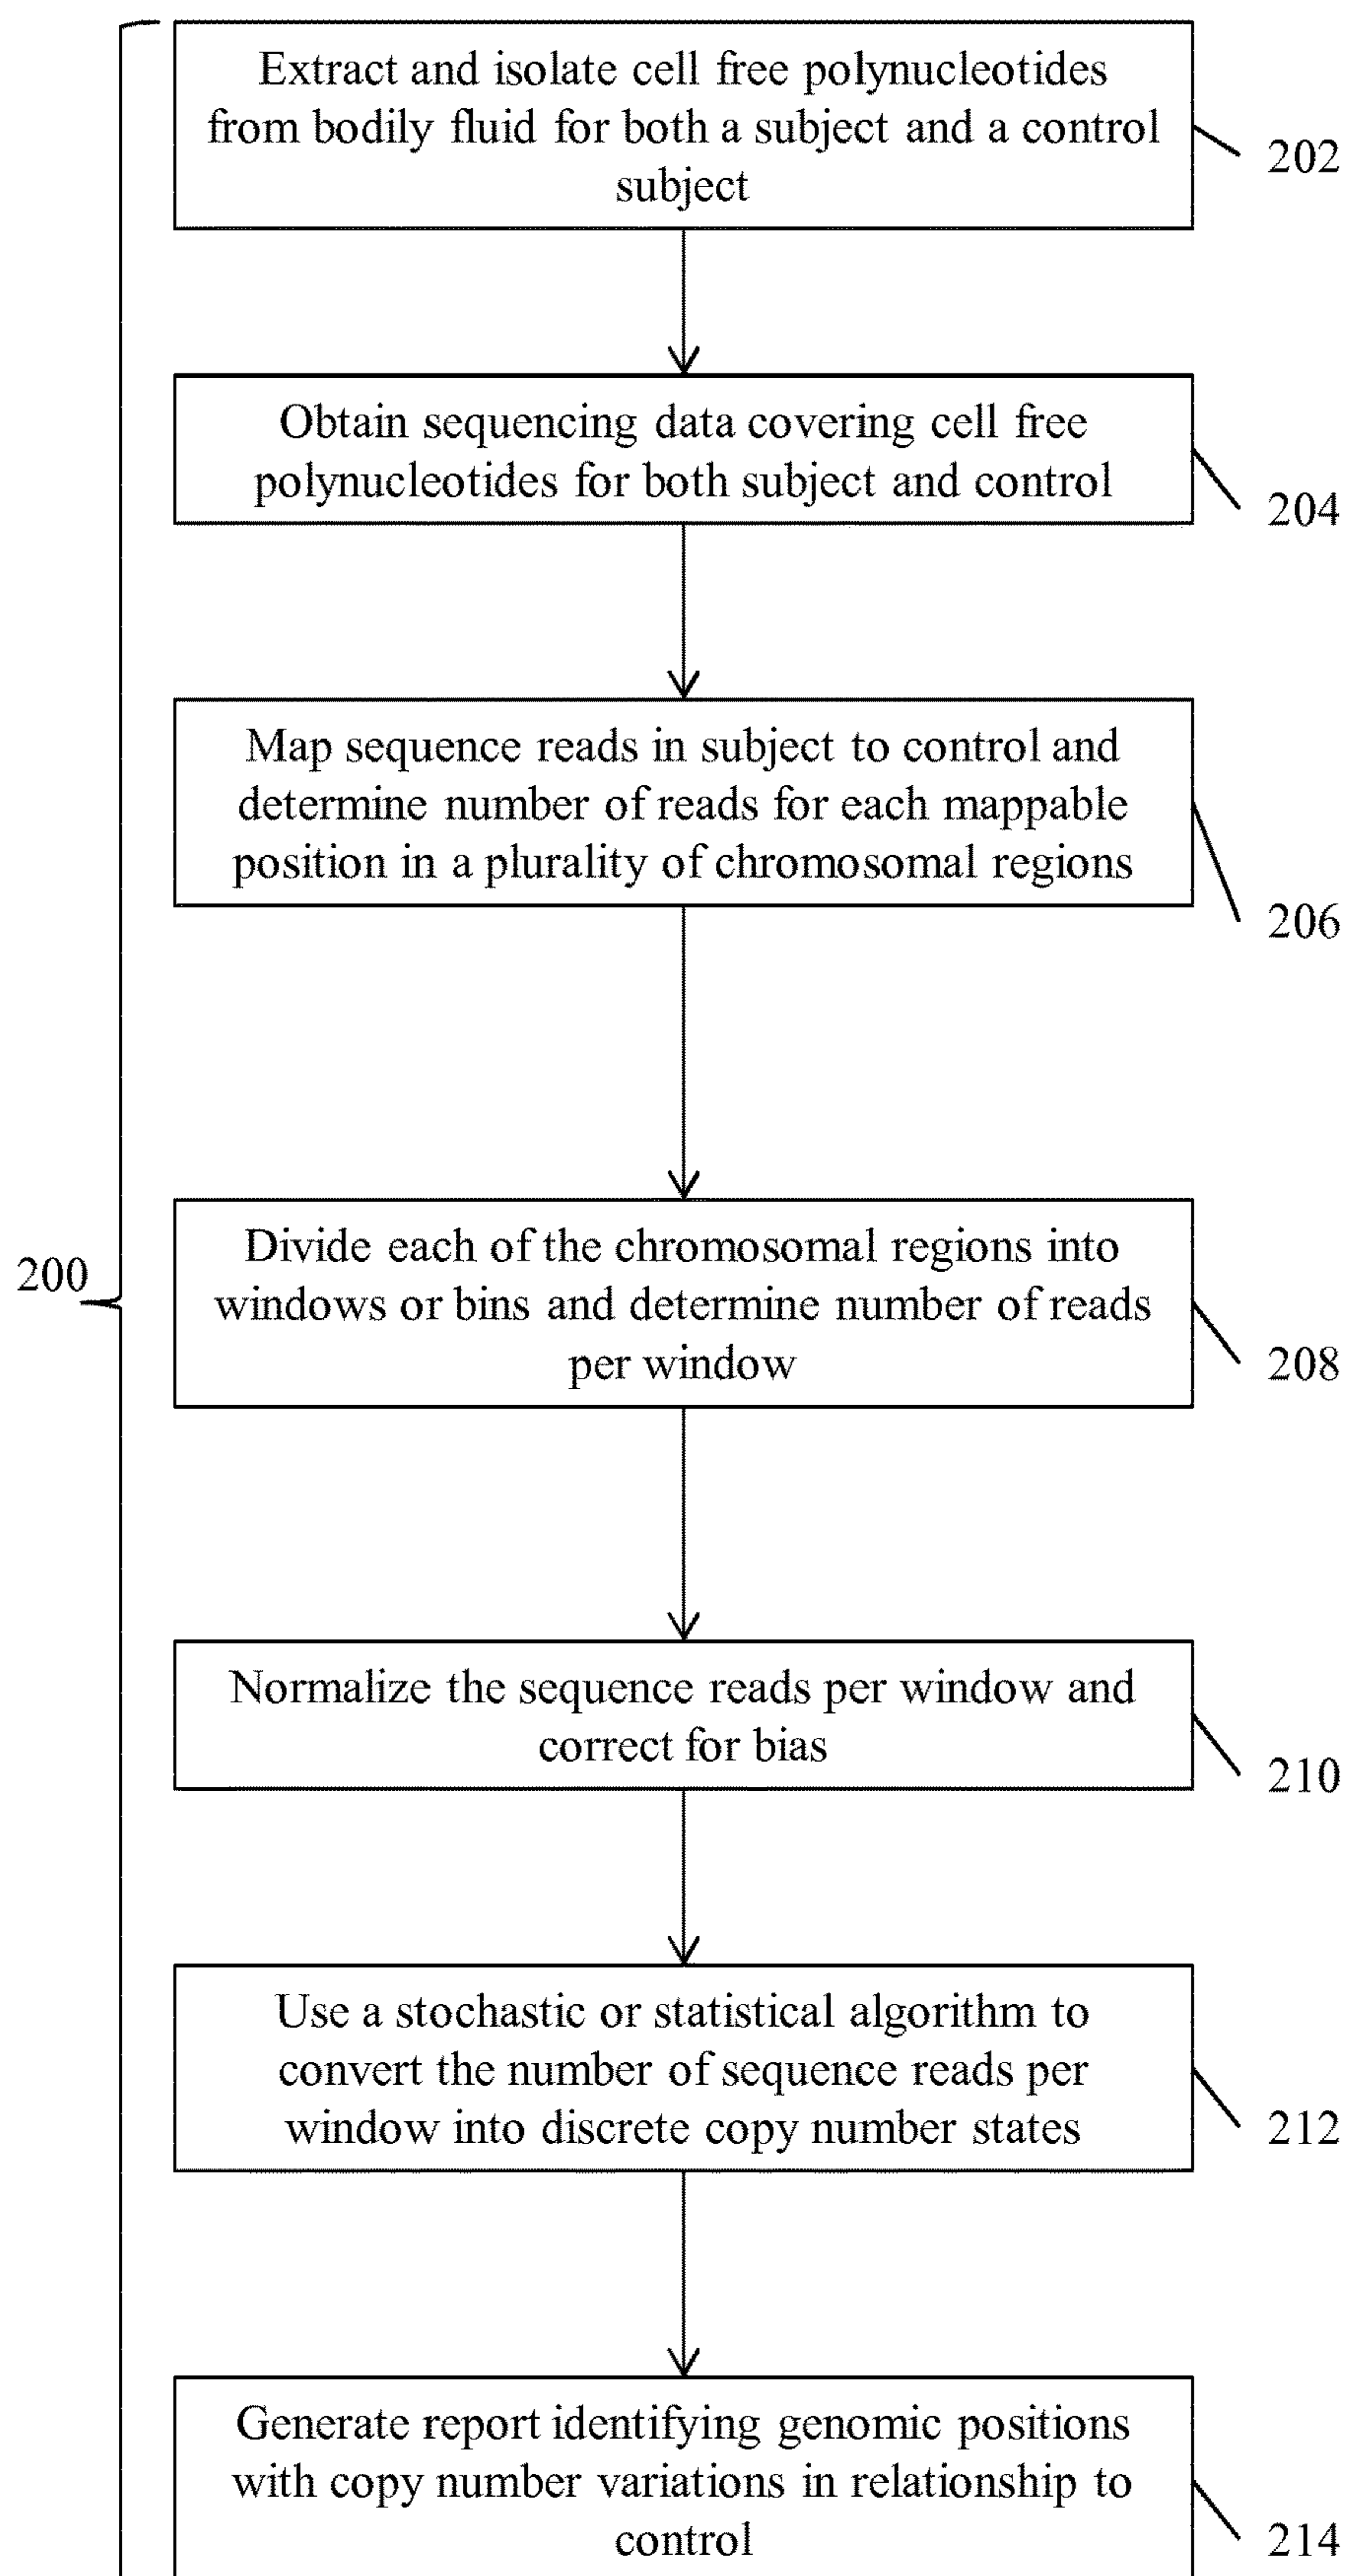 Extract and isolate cell free polynucleotides
from bodily fluid for both a subject and a control
subject
202
Obtain sequencing data covering cell free
polynucleotides for both subject and control
204
Map sequence reads in subject to control and
determine number of reads for each mappable
position in a plurality of chromosomal regions
206
200
Divide each of the chromosomal regions into
windows or bins and determine number of reads
per window
208
Normalize the sequence reads per window and
correct for bias
210
Use a stochastic or statistical algorithm to
convert the number of sequence reads per
window into discrete copy number states
212
Generate report identifying genomic positions
with copy number variations in relationship to
control
214